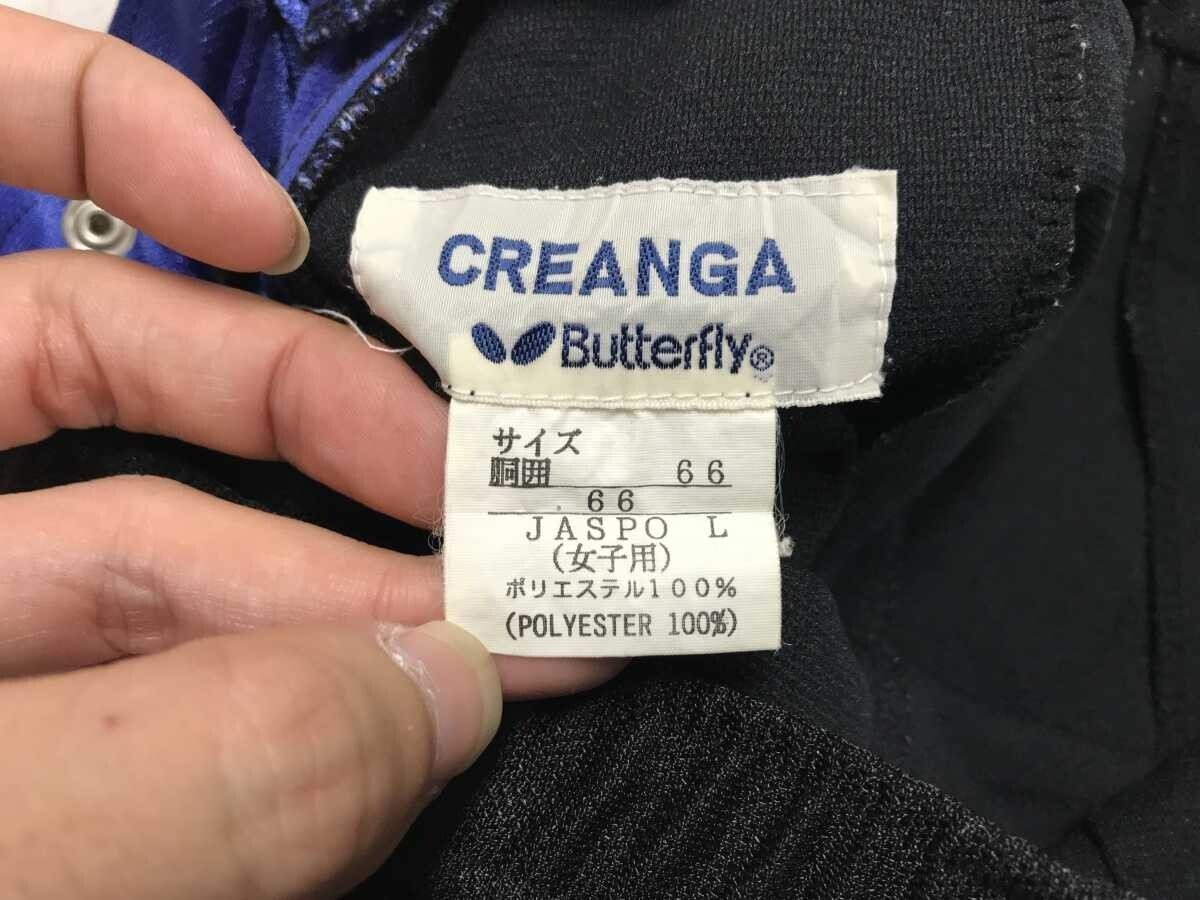 CREANGA
Butterfly®
サイズ
胴囲 66
66
JASPO L
(女子用)
ポリエステル100%
(POLYESTER 100%)